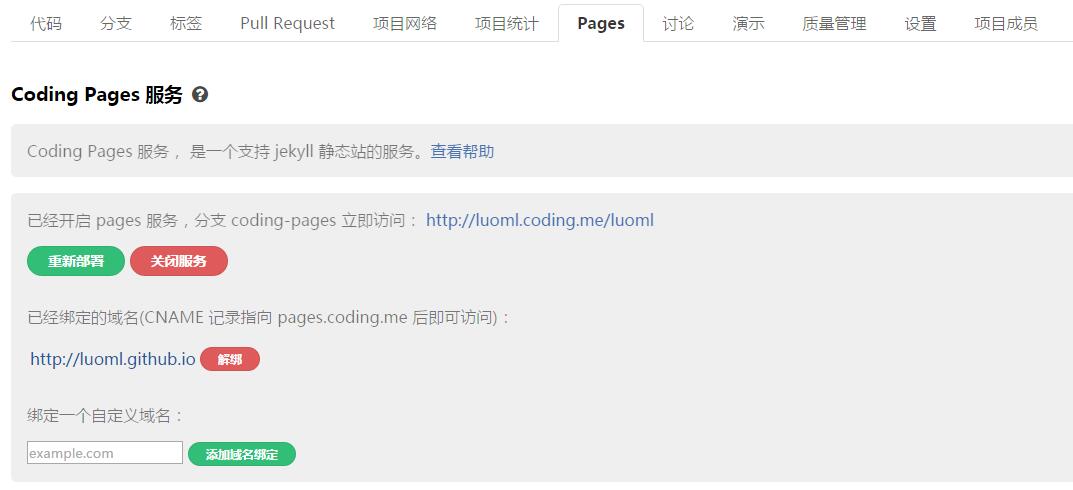 代码 分支 标签 Pull Request 项目网络 项目统计 Pages 讨论 演示 质量管理 设置 项目成员
Coding Pages 服务 ?
Coding Pages 服务 ，是一个支持 jekyll 静态站的服务。查看帮助
已经开启 pages 服务，分支 coding-pages 立即访问： http://luoml.coding.me/luoml
重新部署 关闭服务
已经绑定的域名(CNAME 记录指向 pages.coding.me 后即可访问)：
http://luoml.github.io 解绑
绑定一个自定义域名：
example.com 添加域名绑定